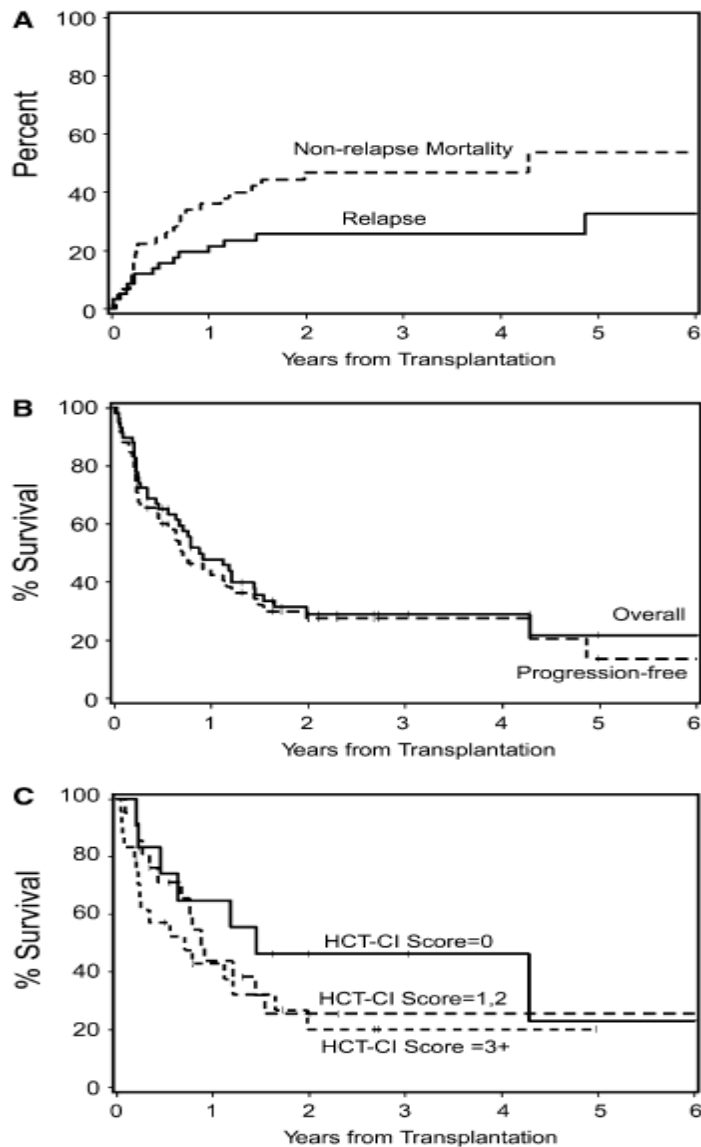 A
100
80
60
40
20
0
Percent
Non-relapse Mortality
Relapse
0 1 2 3 4 5 6
Years from Transplantation
B
100
80
60
40
20
0
% Survival
Overall
Progression-free
0 1 2 3 4 5 6
Years from Transplantation
C
100
80
60
40
20
0
% Survival
HCT-CI Score=0
HCT-CI Score=1,2
HCT-CI Score =3+
0 1 2 3 4 5 6
Years from Transplantation